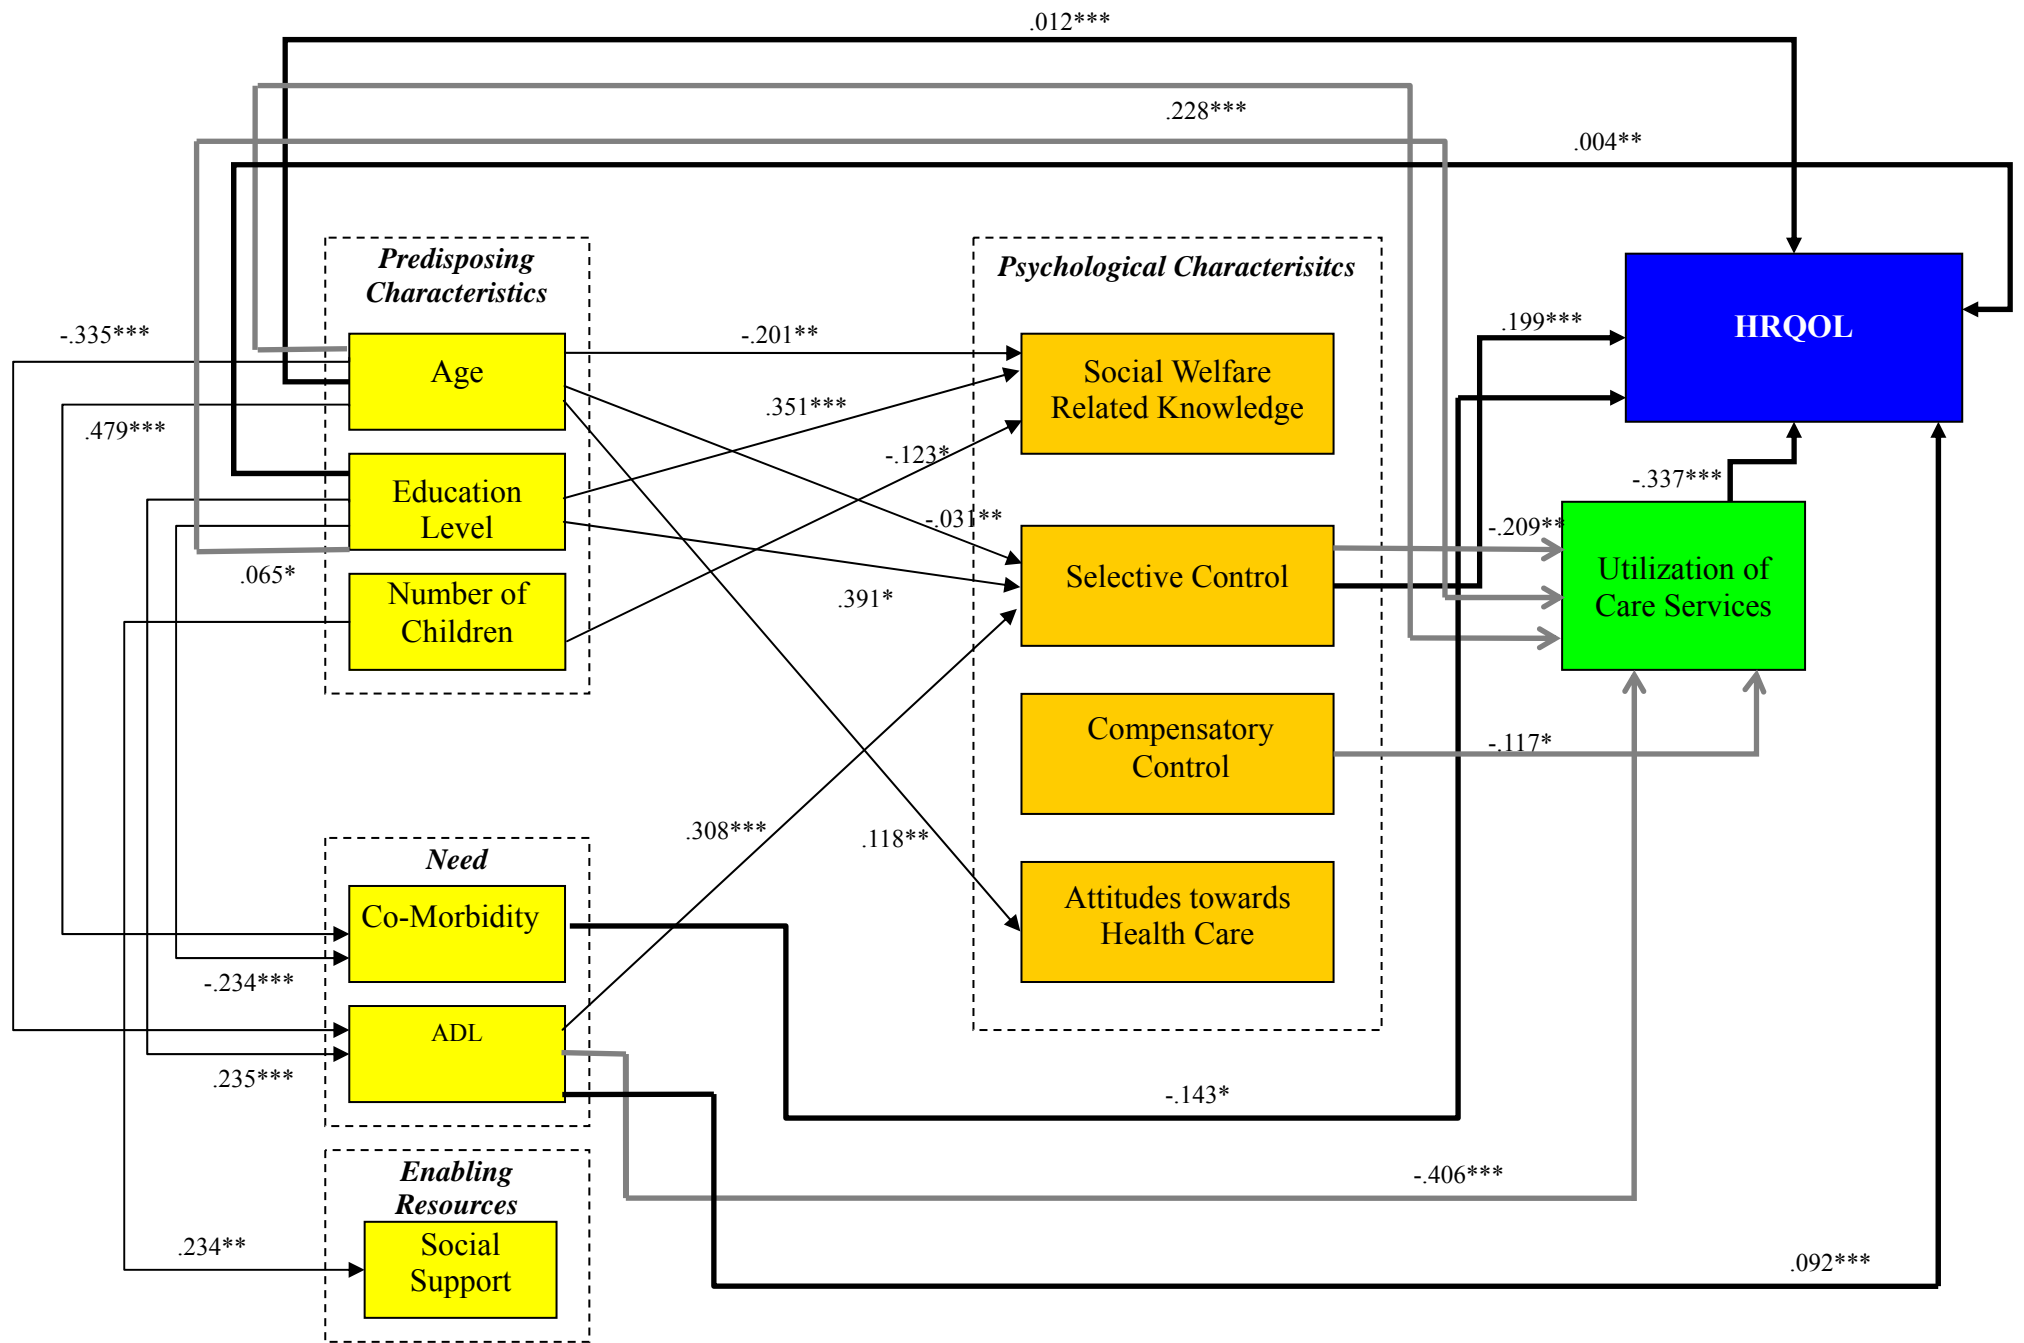 .012***
.228***
.004**
Predisposing
Characteristics
Psychological Characterisitcs
-.335***
-.201**
.199***
HRQOL
Age
Social Welfare
Related Knowledge
.351***
.479***
-.123*
-.337***
Education
Level
-.031**
-.209**
.065*
Number of
Children
.391*
Selective Control
Utilization of
Care Services
Compensatory
Control
-.117*
.308***
.118**
Need
Co-Morbidity
Attitudes towards
Health Care
-.234***
ADL
.235***
-.143*
Enabling
Resources
-.406***
Social
Support
.234**
.092***